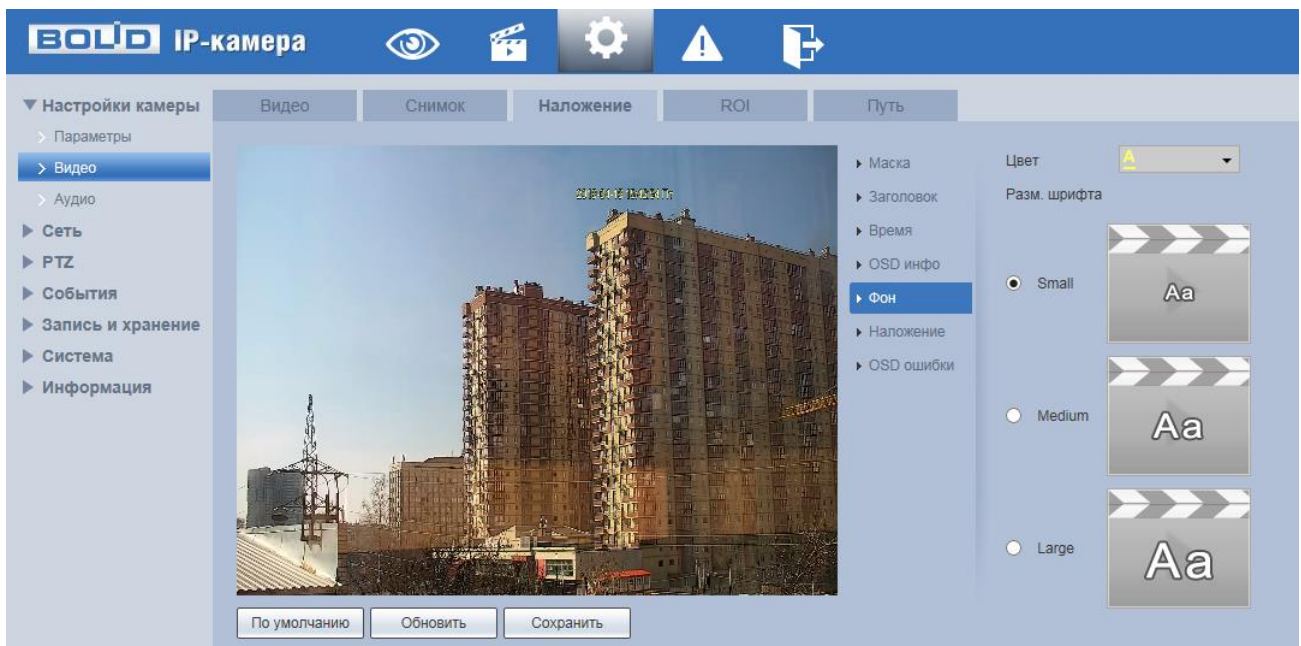 BOLID IP-камера
Настройки камеры
Параметры
Видео
Аудио
Сеть
PTZ
События
Запись и хранение
Система
Информация
Видео
Снимок
Наложение
ROI
Путь
Маска
Заголовок
Время
OSD инфо
Фон
Наложение
OSD ошибки
Цвет
A
Разм. шрифта
Small
Aa
Medium
Aa
Large
Aa
По умолчанию
Обновить
Сохранить